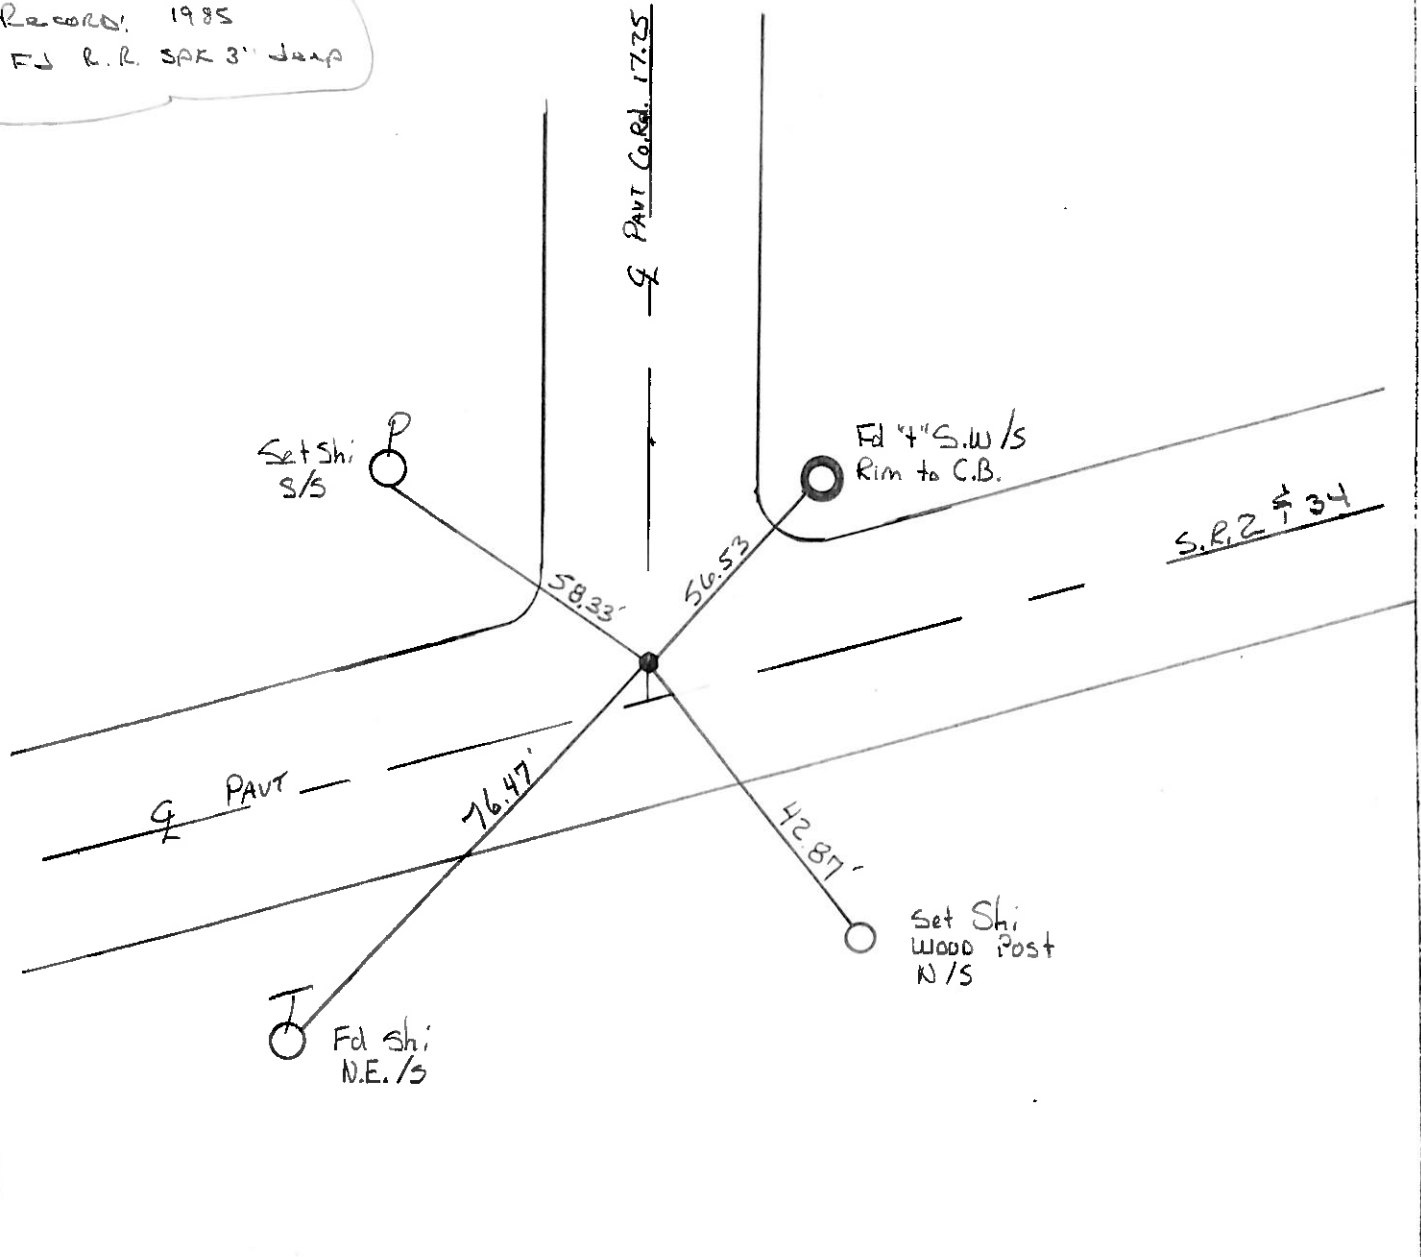 Record: 1985
Fd R.R. SPK 3" deep
℄ PAVT Co.Rd. 17.25
P
Set Shi
S/S
Fd "+" S.W/S
Rim to C.B.
S.R. 2 & 34
58.33'
56.53
76.47'
42.87'
℄ PAVT
Set Shi
Wood Post
N/S
T
Fd Shi
N.E./S